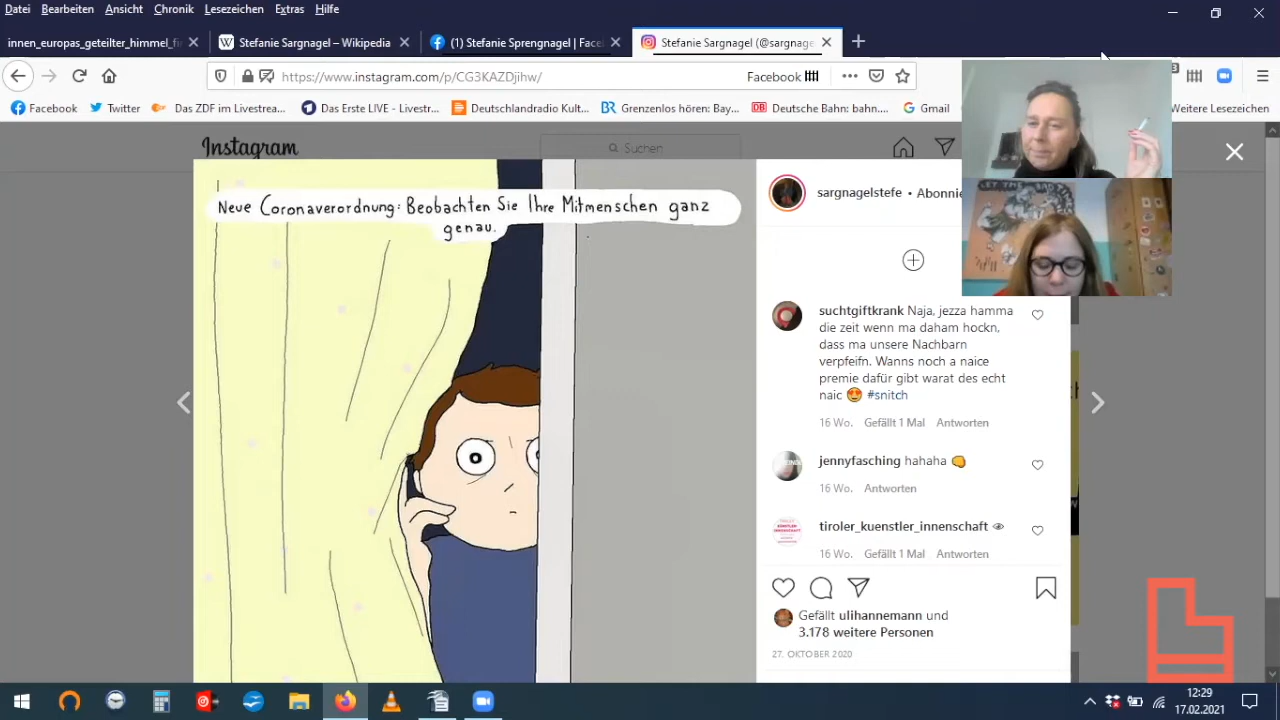 Datei Bearbeiten Ansicht Chronik Lesezeichen Extras Hilfe
innen_europas_geteilter_himmel_fi
Stefanie Sargnagel – Wikipedia
(1) Stefanie Sprengnagel | Face
Stefanie Sargnagel (@sargnage
https://www.instagram.com/p/CG3KAZDjihw/
Facebook
Facebook
Twitter
Das ZDF im Livestrea...
Das Erste LIVE - Livestr...
Deutschlandradio Kult...
Grenzenlos hören: Bay...
Deutsche Bahn: bahn....
Gmail
Weitere Lesezeichen
Instagram
Suchen
Neue Coronaverordnung: Beobachten Sie Ihre Mitmenschen ganz
genau.
sargnagelstefe • Abonnie
suchtgiftkrank Naja, jezza hamma
die zeit wenn ma daham hockn,
dass ma unsere Nachbarn
verpfeifn. Wanns noch a naice
premie dafür gibt warat des echt
naic 😍 #snitch
16 Wo. Gefällt 1 Mal Antworten
jennyfasching hahaha 👊
16 Wo. Antworten
tiroler_kuenstler_innenschaft 👁
16 Wo. Gefällt 1 Mal Antworten
Gefällt ulihannemann und
3.178 weitere Personen
27. OKTOBER 2020
12:29
17.02.2021